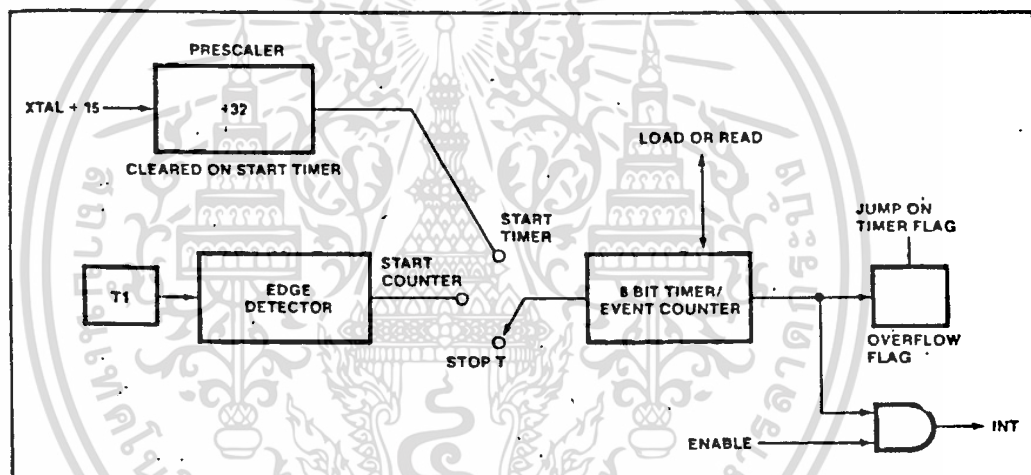 PRESCALER
XTAL ÷ 15
÷32
CLEARED ON START TIMER
LOAD OR READ
START
TIMER
JUMP ON
TIMER FLAG
START
COUNTER
T1
EDGE
DETECTOR
8 BIT TIMER/
EVENT COUNTER
STOP T
OVERFLOW
FLAG
ENABLE
INT